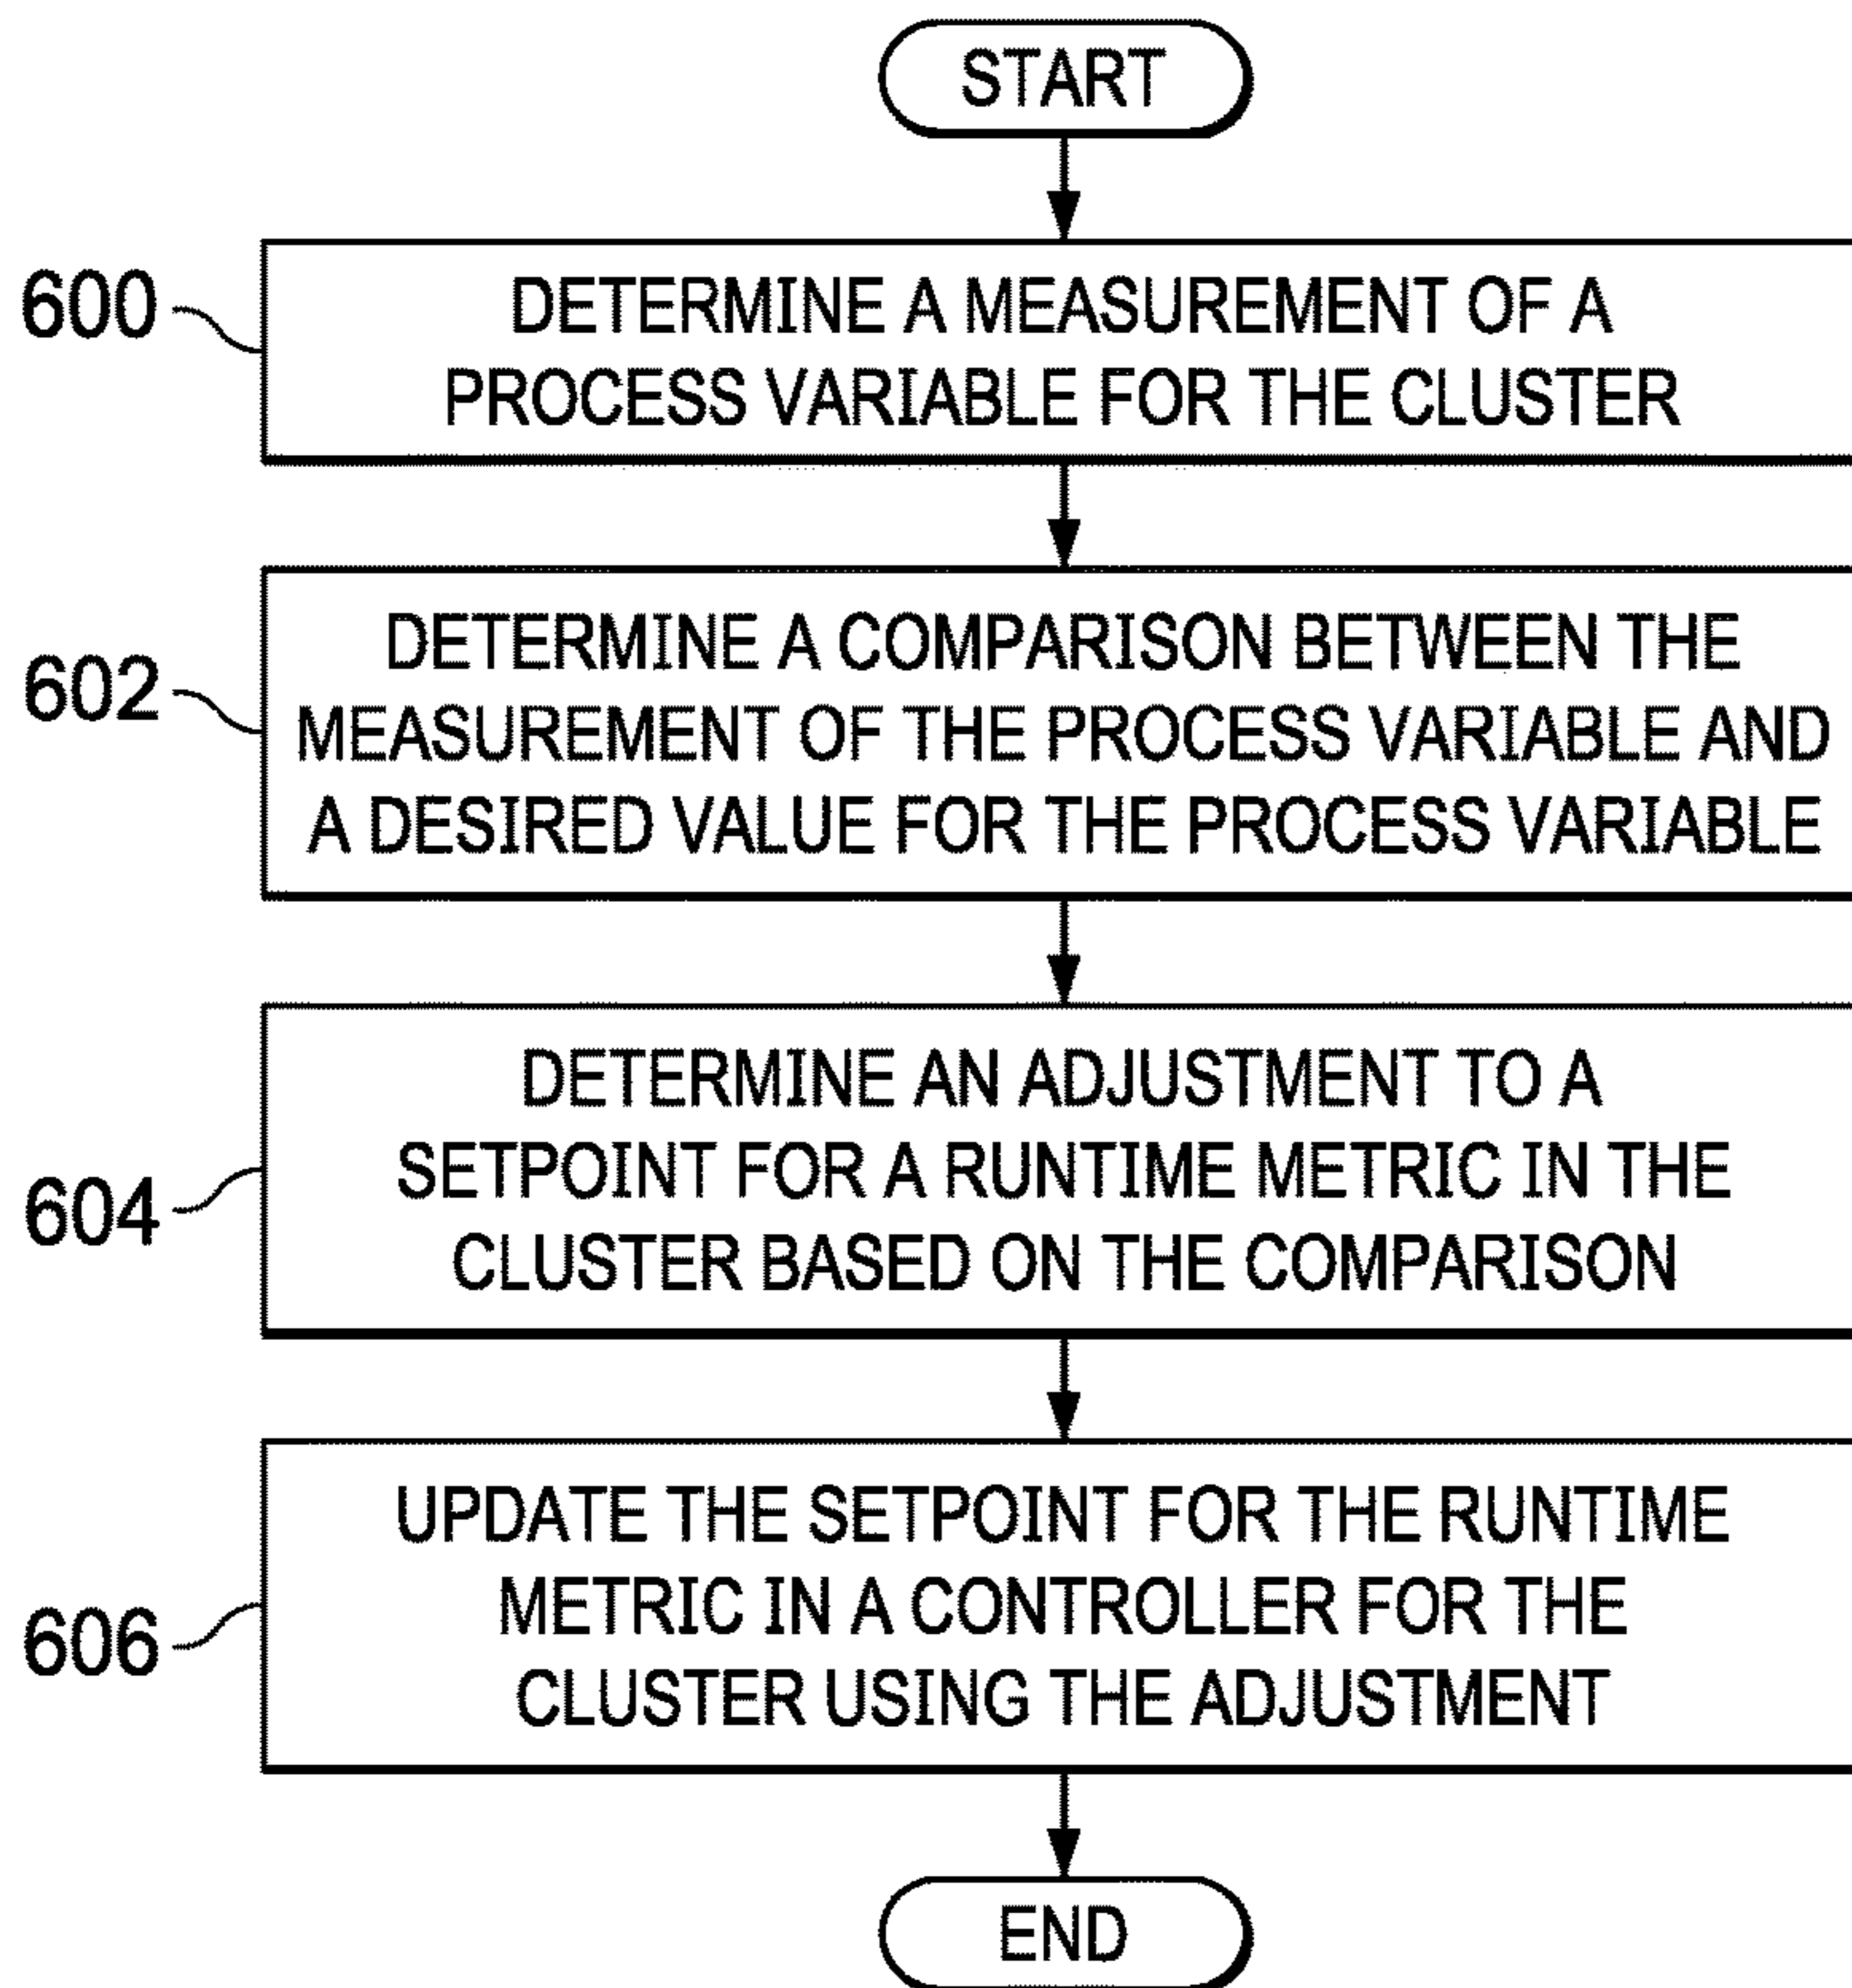 START
600
DETERMINE A MEASUREMENT OF A
PROCESS VARIABLE FOR THE CLUSTER
602
DETERMINE A COMPARISON BETWEEN THE
MEASUREMENT OF THE PROCESS VARIABLE AND
A DESIRED VALUE FOR THE PROCESS VARIABLE
604
DETERMINE AN ADJUSTMENT TO A
SETPOINT FOR A RUNTIME METRIC IN THE
CLUSTER BASED ON THE COMPARISON
606
UPDATE THE SETPOINT FOR THE RUNTIME
METRIC IN A CONTROLLER FOR THE
CLUSTER USING THE ADJUSTMENT
END